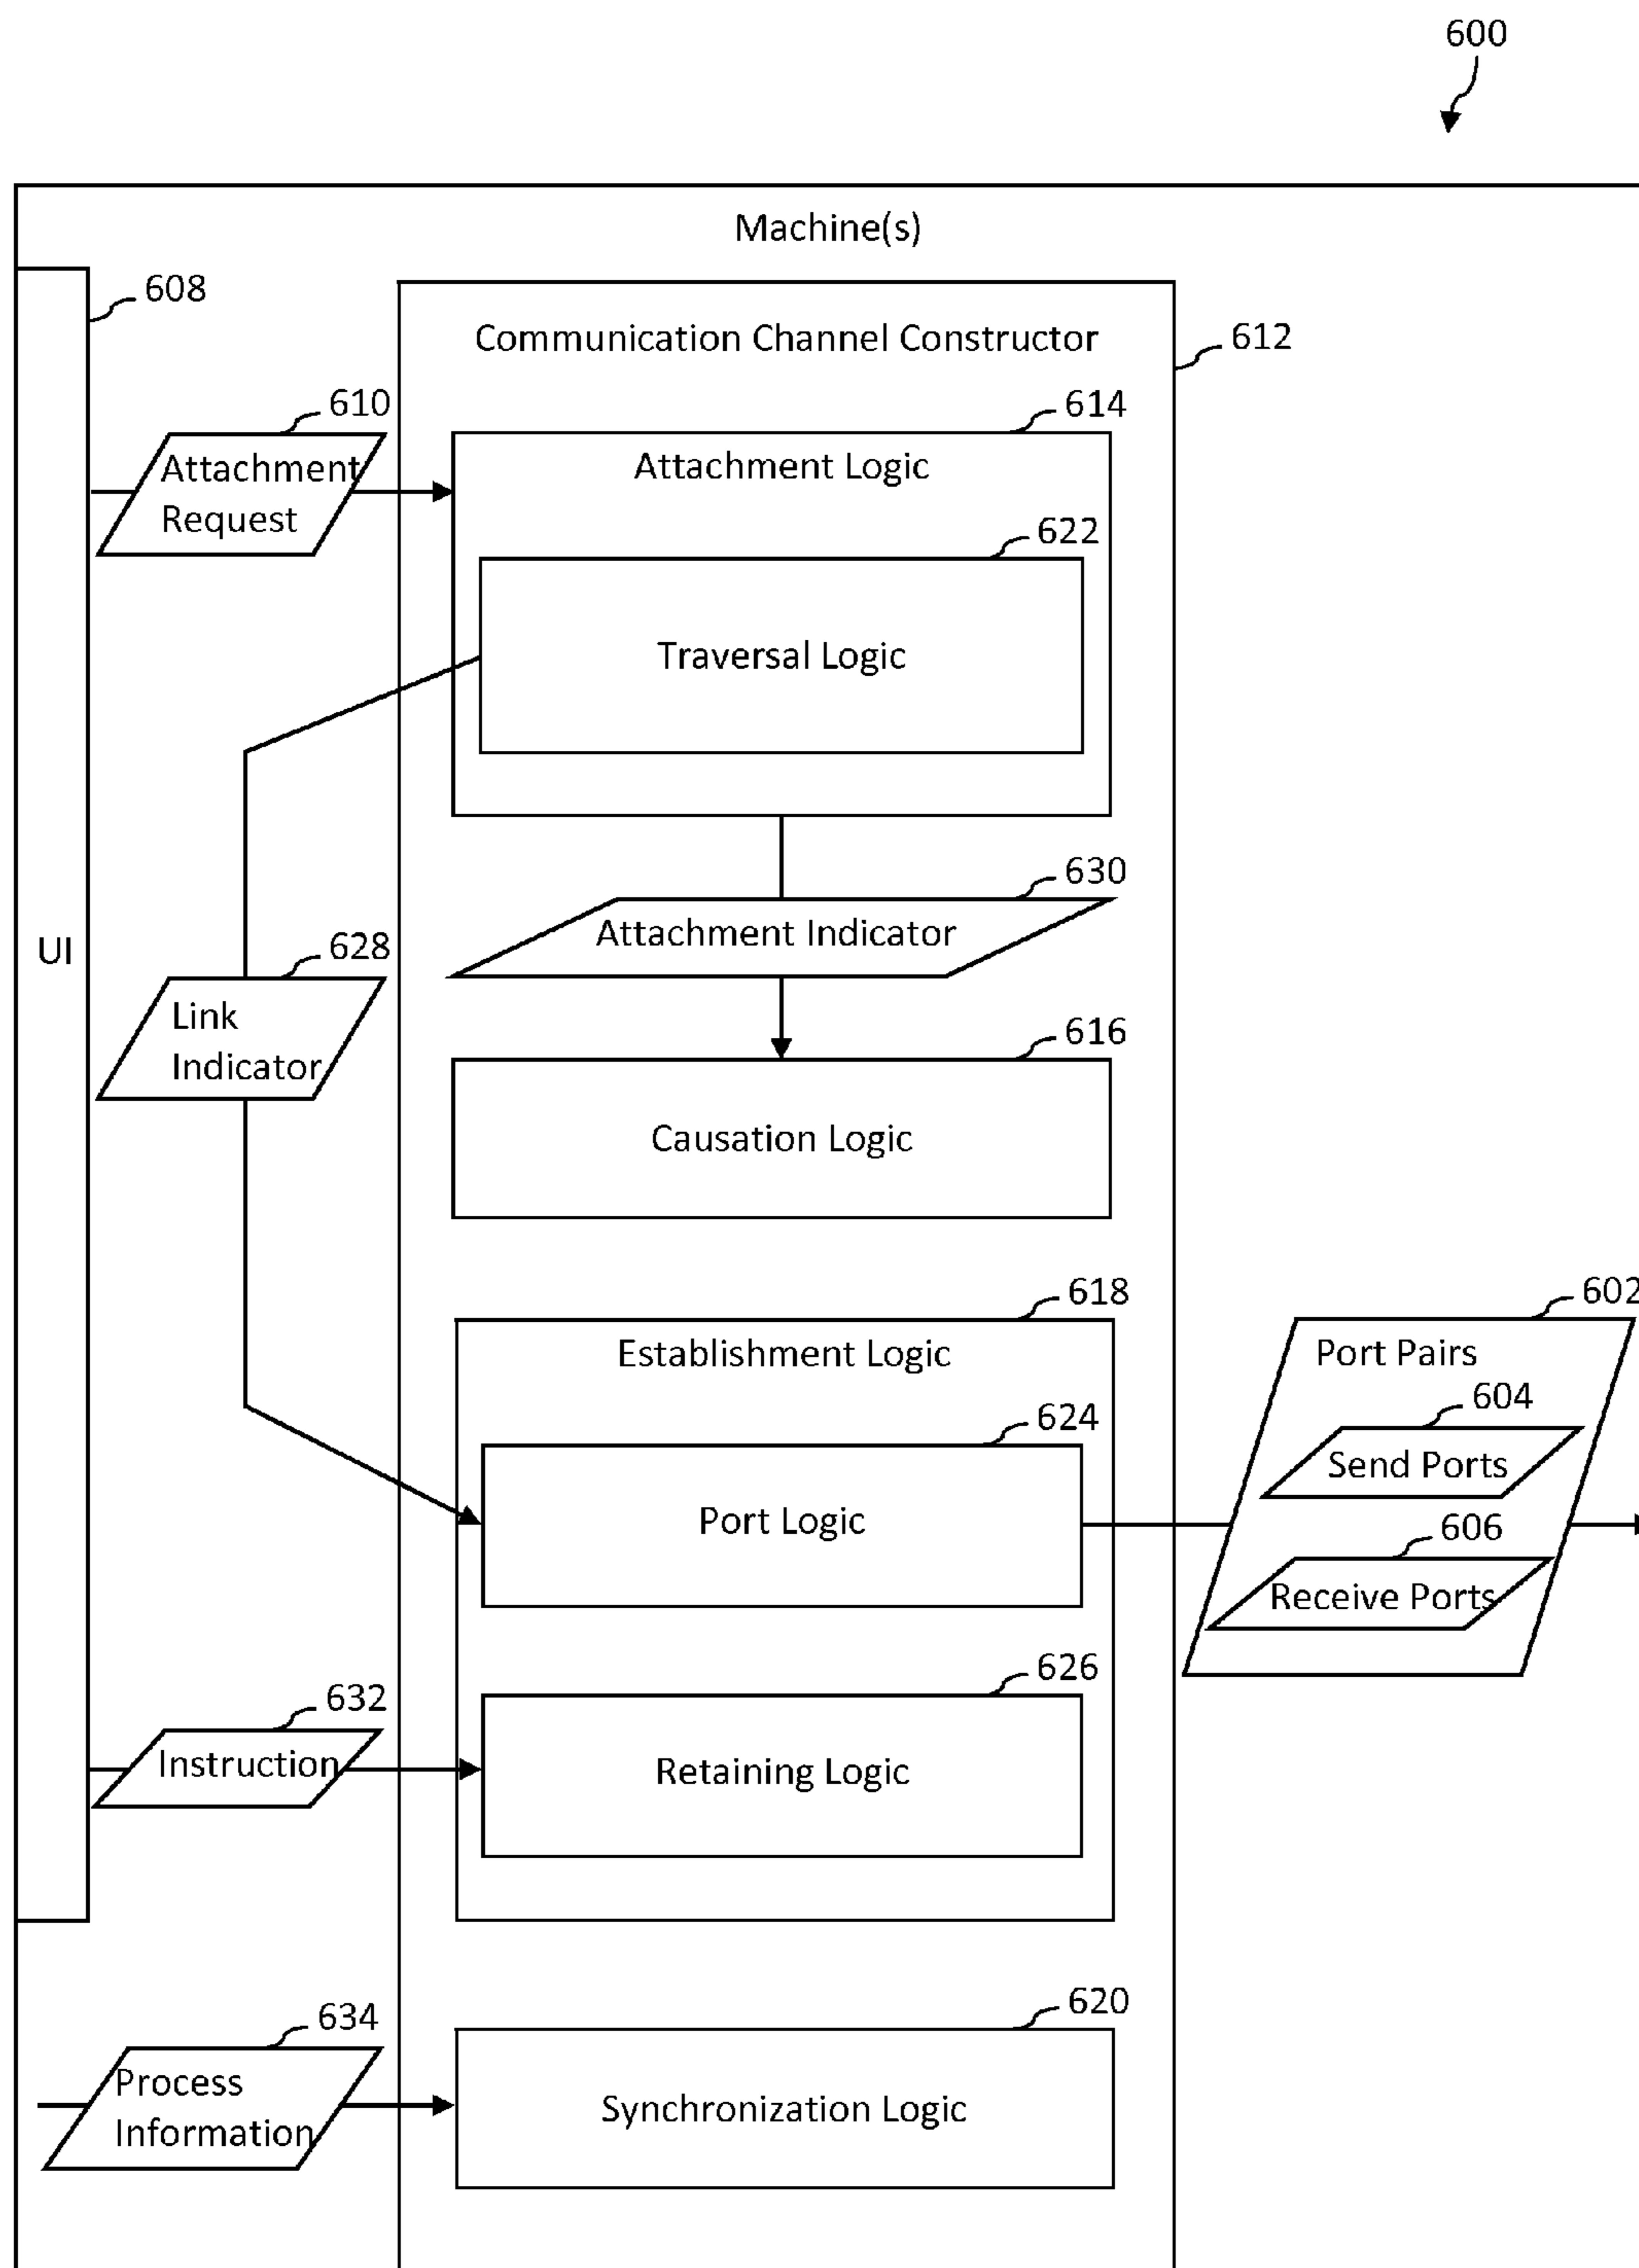 600
Machine(s)
608
Communication Channel Constructor
612
610
614
Attachment
Request
Attachment Logic
622
Traversal Logic
630
Attachment Indicator
UI
628
Link
Indicator
616
Causation Logic
618
602
Establishment Logic
Port Pairs
604
624
Send Ports
Port Logic
606
Receive Ports
626
632
Instruction
Retaining Logic
620
634
Process
Information
Synchronization Logic